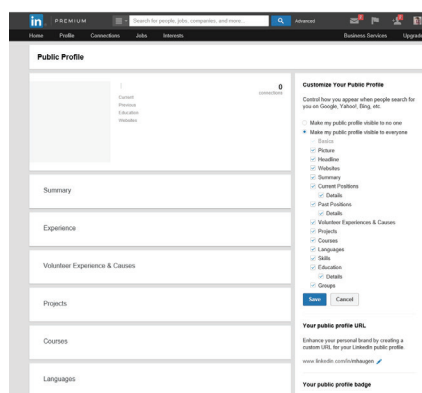 in PREMIUM Search for people, jobs, companies, and more... Advanced
Home Profile Connections Jobs Interests Business Services Upgrade
Public Profile
0
connections
Current
Previous
Education
Websites
Summary
Experience
Volunteer Experience & Causes
Projects
Courses
Languages
Customize Your Public Profile
Control how you appear when people search for
you on Google, Yahoo!, Bing, etc.
Make my public profile visible to no one
Make my public profile visible to everyone
Basics
Picture
Headline
Websites
Summary
Current Positions
Details
Past Positions
Details
Volunteer Experiences & Causes
Projects
Courses
Languages
Skills
Education
Details
Groups
Save Cancel
Your public profile URL
Enhance your personal brand by creating a
custom URL for your LinkedIn public profile.
www.linkedin.com/in/mhaugen
Your public profile badge